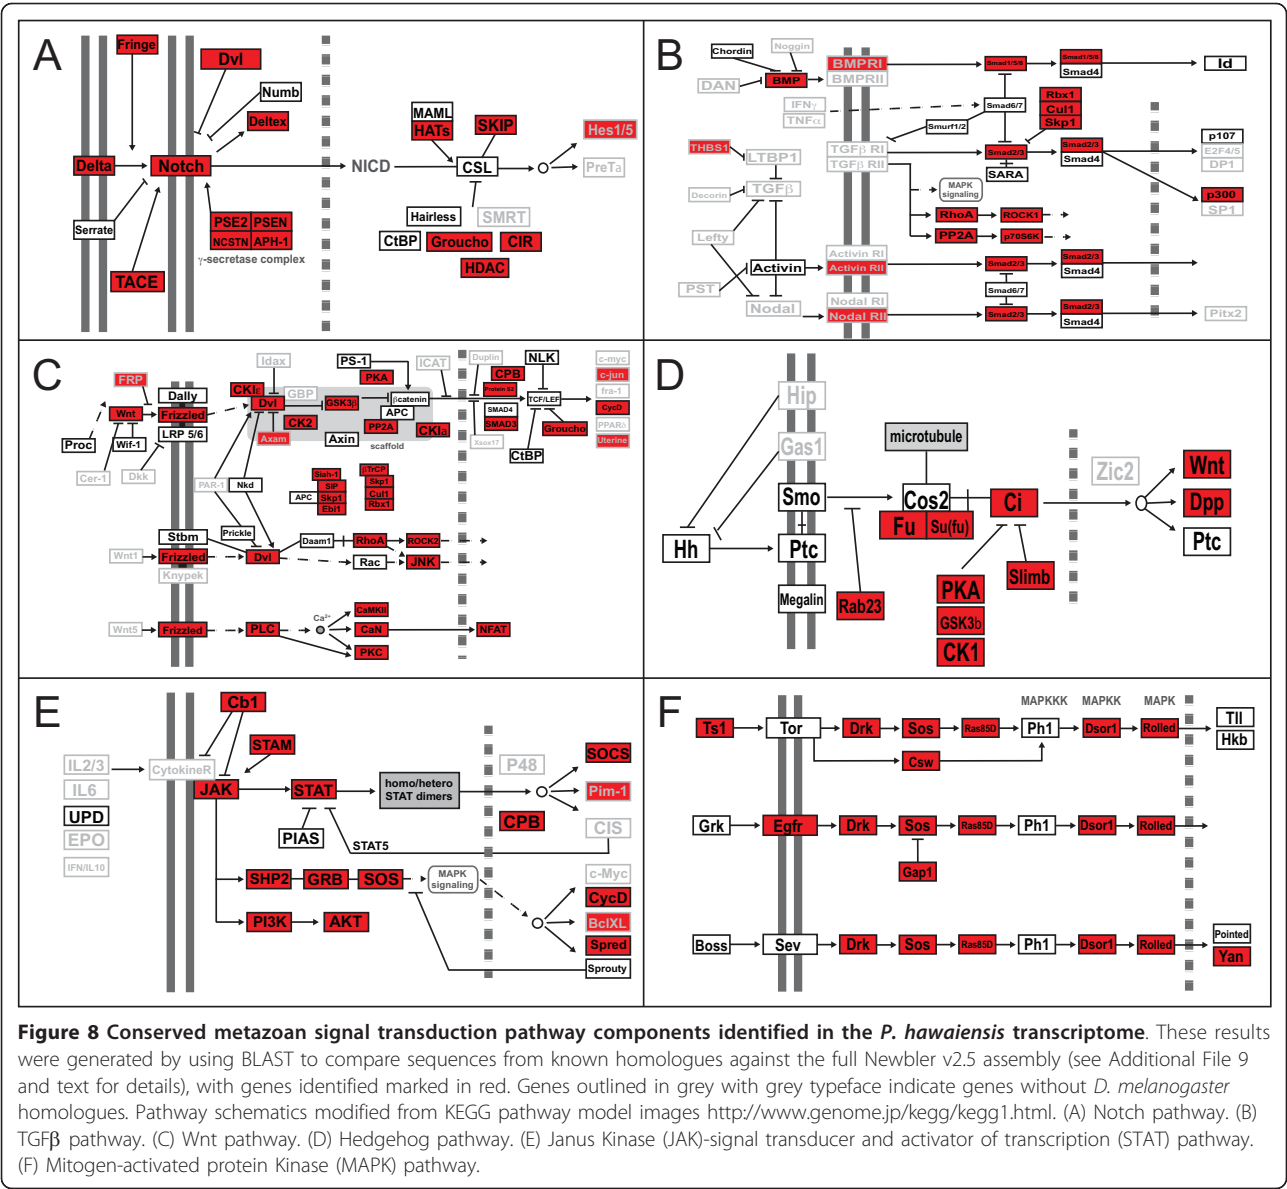 A
Fringe
Dvl
Numb
Deltex
Delta
Notch
Serrate
PSE2 PSEN
NCSTN APH-1
γ-secretase complex
TACE
NICD
MAML
HATs
SKIP
CSL
Hes1/5
PreTa
Hairless
SMRT
CtBP
Groucho
CIR
HDAC
B
Chordin
Noggin
DAN
BMP
BMPRI
BMPRII
Smad1/5/8
Smad1/5/8
Smad4
Id
IFNγ
TNFα
Smad6/7
Smurf1/2
Rbx1
Cul1
Skp1
THBS1
LTBP1
TGFβ RI
TGFβ RII
Smad2/3
SARA
Smad2/3
Smad4
p107
E2F4/5
DP1
Decorin
TGFβ
MAPK
signaling
p300
SP1
RhoA
ROCK1
PP2A
p70S6K
Lefty
Activin RI
Activin RII
Activin
Smad2/3
Smad2/3
Smad4
PST
Smad6/7
Nodal
Nodal RI
Nodal RII
Smad2/3
Smad2/3
Smad4
Pitx2
C
FRP
Wnt
Proc
Wif-1
Cer-1
Dkk
Dally
Frizzled
LRP 5/6
Idax
CKIε
GBP
Dvl
CK2
Axam
PS-1
PKA
GSK3β
βcatenin
APC
PP2A
Axin
CKIa
scaffold
ICAT
Duplin
CPB
Protein 52
SMAD4
SMAD3
Xsox17
NLK
TCF/LEF
Groucho
CtBP
c-myc
c-jun
fra-1
CycD
PPARδ
Uterine
PAR-1
Nkd
Siah-1
SIP
APC
Skp1
Ebi1
βTrCP
Skp1
Cul1
Rbx1
Stbm
Prickle
Wnt1
Frizzled
Knypek
Dvl
Daam1
RhoA
ROCK2
Rac
JNK
Wnt5
Frizzled
PLC
Ca²⁺
CaMKII
CaN
PKC
NFAT
D
Hip
Gas1
microtubule
Smo
Cos2
Fu
Su(fu)
Ci
Zic2
Wnt
Dpp
Ptc
Hh
Ptc
Megalin
Rab23
PKA
GSK3b
CK1
Slimb
E
Cb1
STAM
IL2/3
IL6
UPD
EPO
IFN/IL10
CytokineR
JAK
STAT
homo/hetero
STAT dimers
PIAS
STAT5
P48
CPB
SOCS
Pim-1
CIS
SHP2
GRB
SOS
MAPK
signaling
PI3K
AKT
c-Myc
CycD
BclXL
Spred
Sprouty
F
MAPKKK MAPKK MAPK
Ts1
Tor
Drk
Sos
Ras85D
Ph1
Dsor1
Rolled
Tll
Hkb
Csw
Grk
Egfr
Drk
Sos
Ras85D
Ph1
Dsor1
Rolled
Gap1
Boss
Sev
Drk
Sos
Ras85D
Ph1
Dsor1
Rolled
Pointed
Yan
Figure 8 Conserved metazoan signal transduction pathway components identified in the P. hawaiensis transcriptome. These results
were generated by using BLAST to compare sequences from known homologues against the full Newbler v2.5 assembly (see Additional File 9
and text for details), with genes identified marked in red. Genes outlined in grey with grey typeface indicate genes without D. melanogaster
homologues. Pathway schematics modified from KEGG pathway model images http://www.genome.jp/kegg/kegg1.html. (A) Notch pathway. (B)
TGFβ pathway. (C) Wnt pathway. (D) Hedgehog pathway. (E) Janus Kinase (JAK)-signal transducer and activator of transcription (STAT) pathway.
(F) Mitogen-activated protein Kinase (MAPK) pathway.